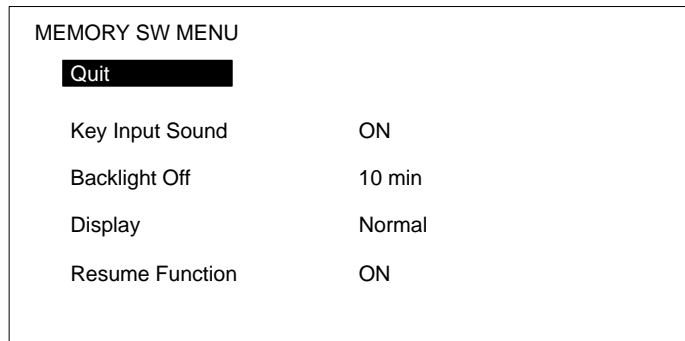 MEMORY SW MENU
Quit
Key Input Sound ON
Backlight Off 10 min
Display Normal
Resume Function ON